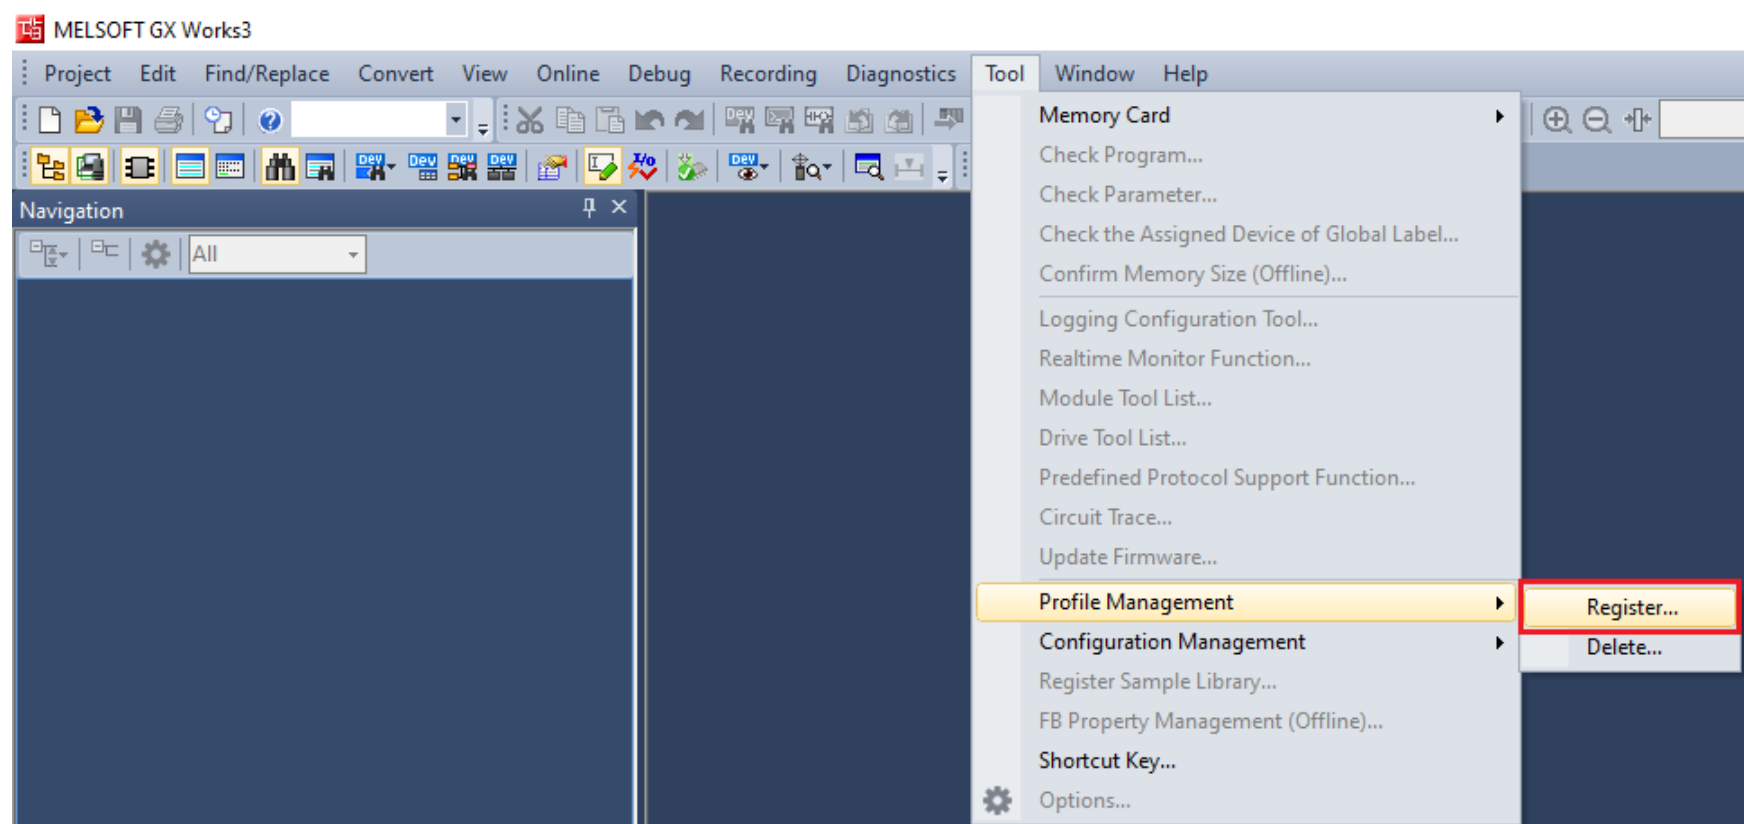 MELSOFT GX Works3
Project Edit Find/Replace Convert View Online Debug Recording Diagnostics Tool Window Help
Navigation
All
Memory Card
Check Program...
Check Parameter...
Check the Assigned Device of Global Label...
Confirm Memory Size (Offline)...
Logging Configuration Tool...
Realtime Monitor Function...
Module Tool List...
Drive Tool List...
Predefined Protocol Support Function...
Circuit Trace...
Update Firmware...
Profile Management
Configuration Management
Register Sample Library...
FB Property Management (Offline)...
Shortcut Key...
Options...
Register...
Delete...